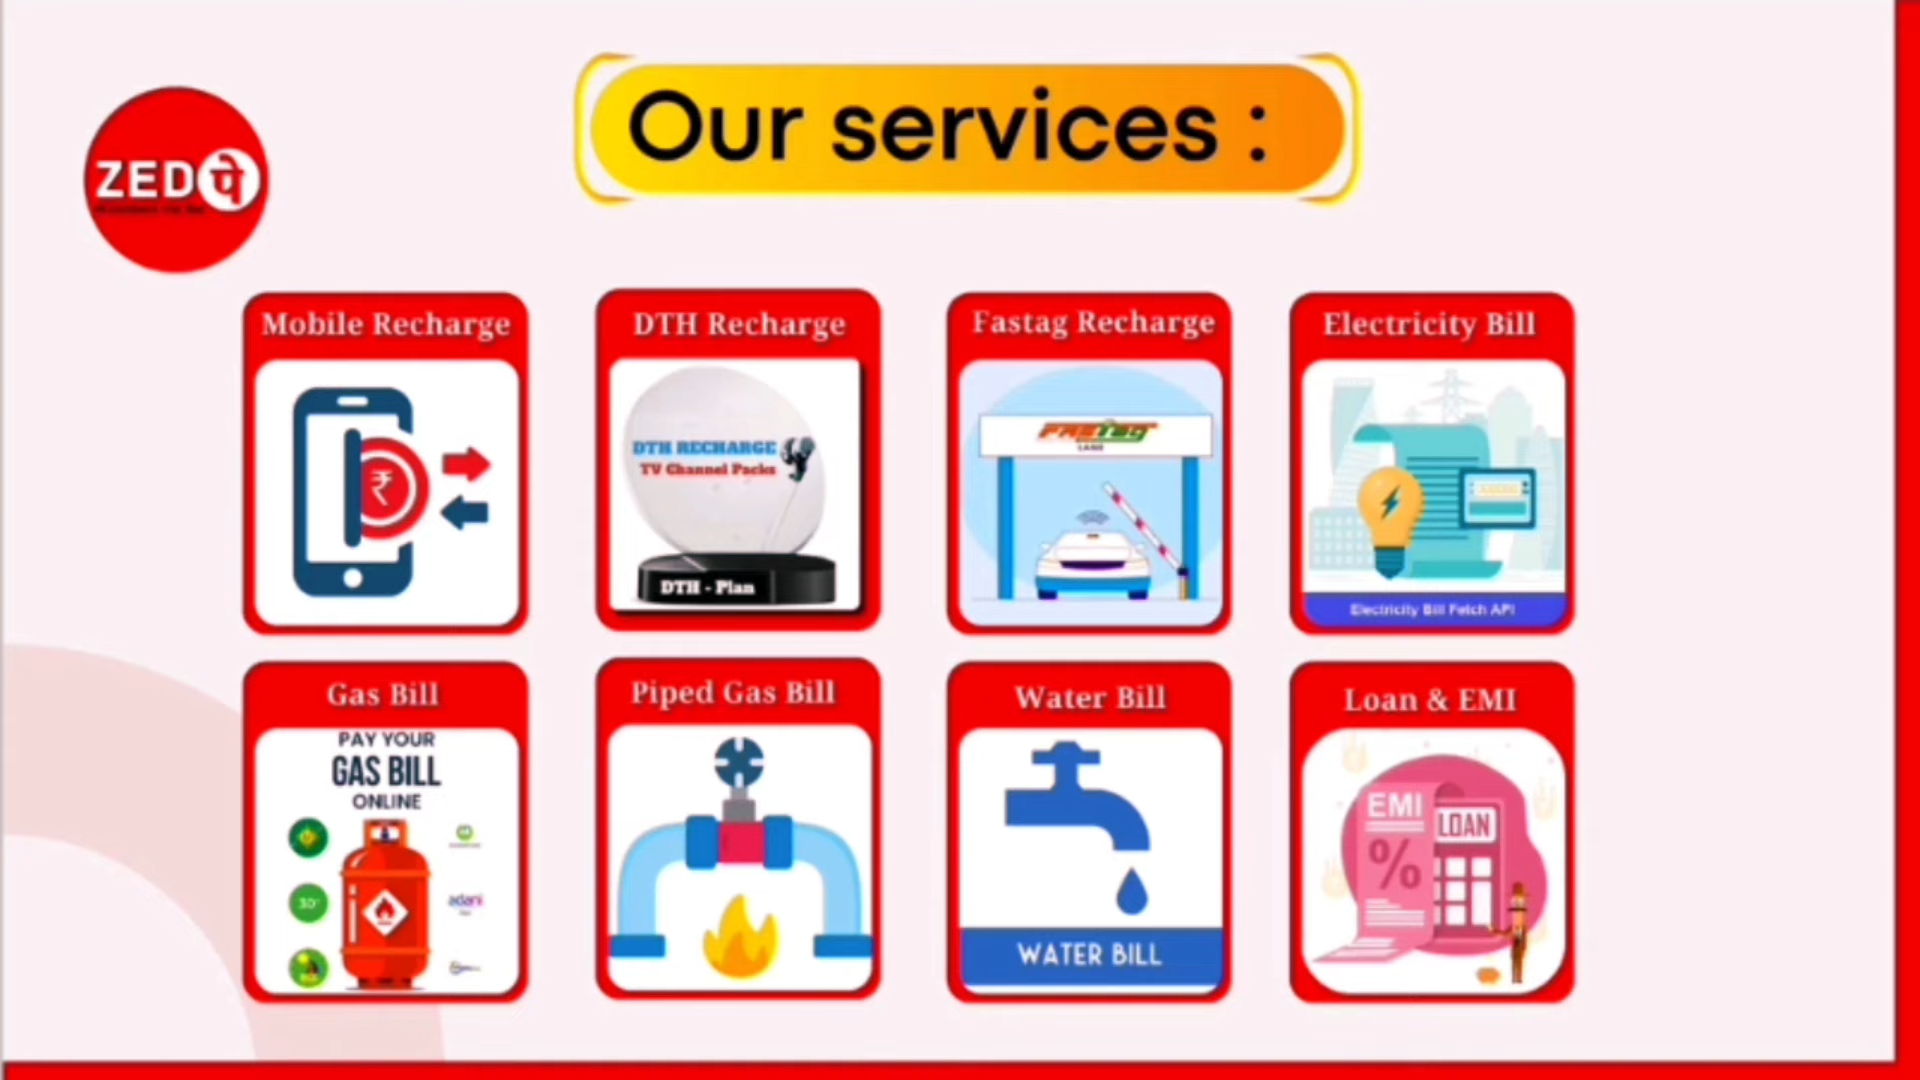 Our services :
ZED पे
Mobile Recharge
DTH Recharge
Fastag Recharge
Electricity Bill
₹
DTH RECHARGE
TV Channel Packs
DTH - Plan
FASTag
LANE
Electricity Bill Fetch API
Gas Bill
Piped Gas Bill
Water Bill
Loan & EMI
PAY YOUR
GAS BILL
ONLINE
adani
WATER BILL
EMI
%
LOAN